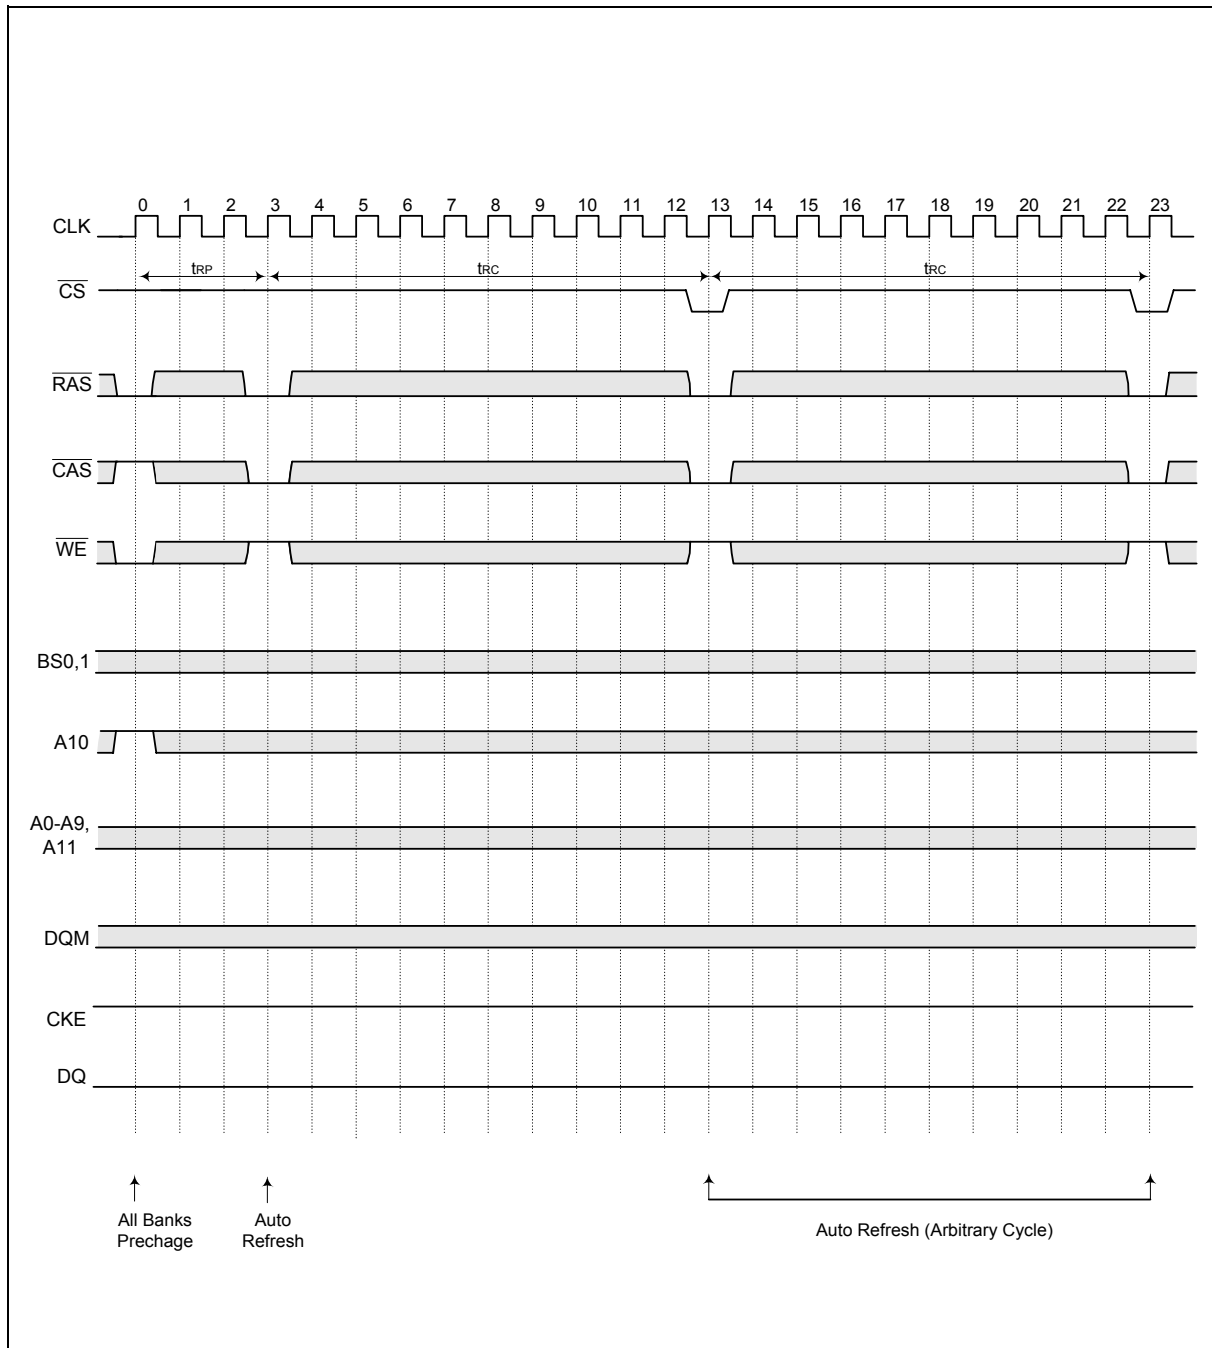 0 1 2 3 4 5 6 7 8 9 10 11 12 13 14 15 16 17 18 19 20 21 22 23
CLK
tRP tRC tRC
CS
RAS
CAS
WE
BS0,1
A10
A0-A9,
A11
DQM
CKE
DQ
All Banks
Prechage
Auto
Refresh
Auto Refresh (Arbitrary Cycle)